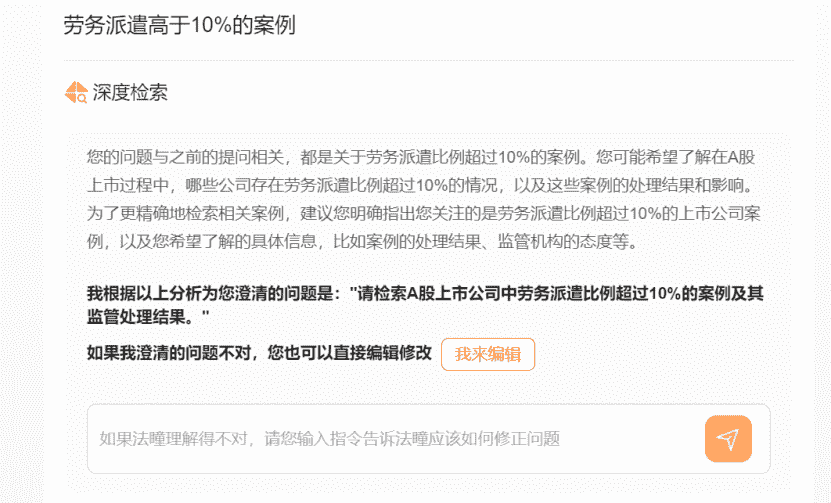 劳务派遣高于10%的案例
深度检索
您的问题与之前的提问相关，都是关于劳务派遣比例超过10%的案例。您可能希望了解在A股
上市过程中，哪些公司存在劳务派遣比例超过10%的情况，以及这些案例的处理结果和影响。
为了更精确地检索相关案例，建议您明确指出您关注的是劳务派遣比例超过10%的上市公司案
例，以及您希望了解的具体信息，比如案例的处理结果、监管机构的态度等。
我根据以上分析为您澄清的问题是："请检索A股上市公司中劳务派遣比例超过10%的案例及其
监管处理结果。"
如果我澄清的问题不对，您也可以直接编辑修改 我来编辑
如果法瞳理解得不对，请您输入指令告诉法瞳应该如何修正问题